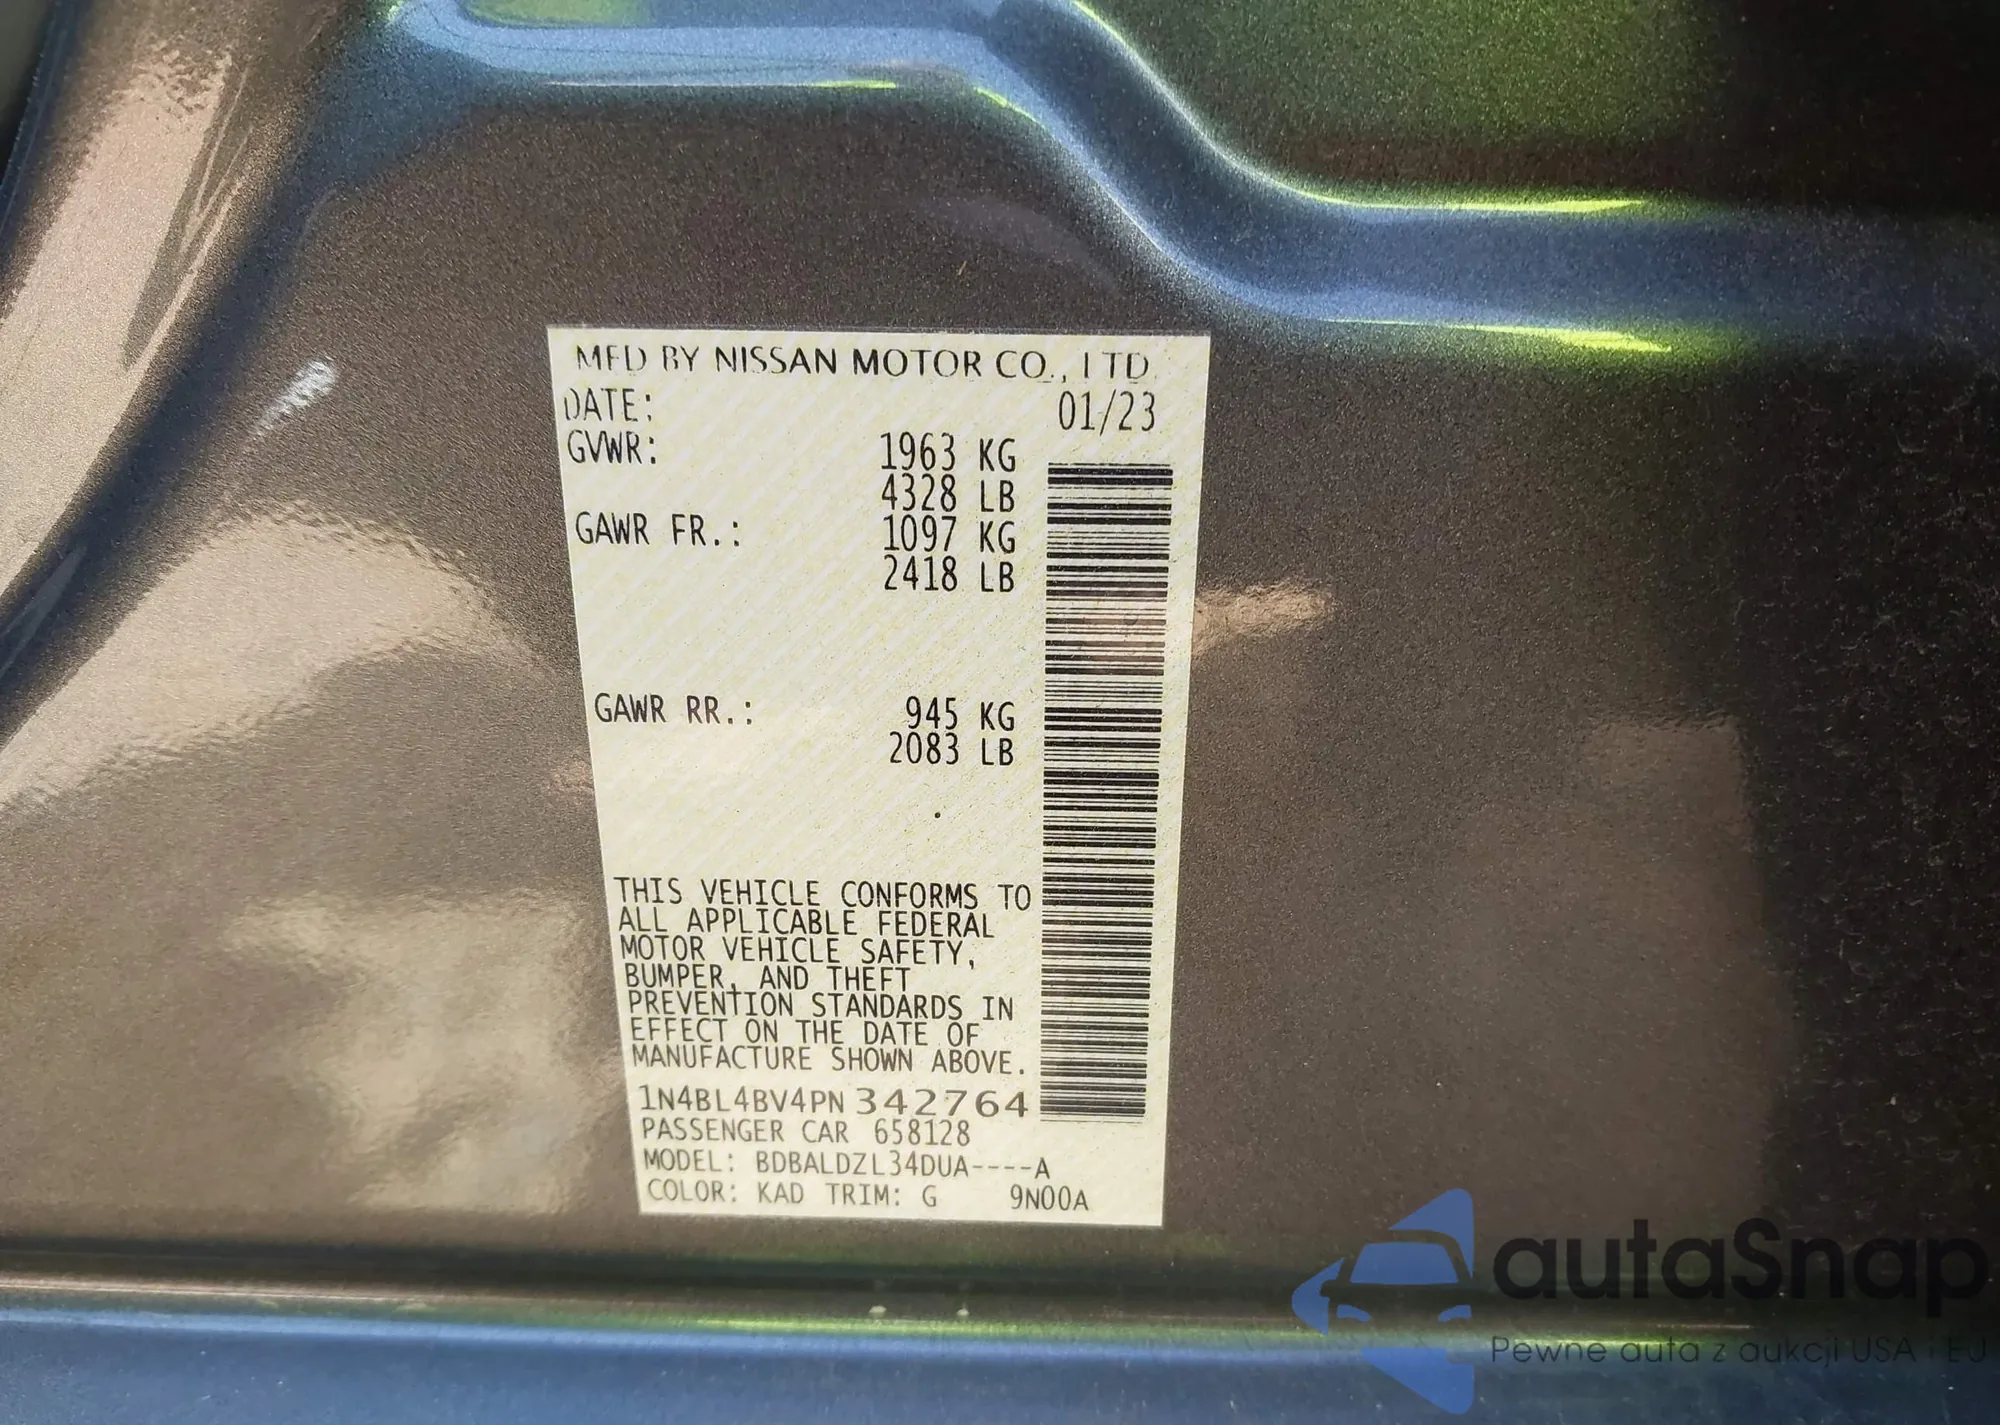 MFD BY NISSAN MOTOR CO., LTD.
DATE: 01/23
GVWR: 1963 KG
4328 LB
GAWR FR.: 1097 KG
2418 LB
GAWR RR.: 945 KG
2083 LB
THIS VEHICLE CONFORMS TO
ALL APPLICABLE FEDERAL
MOTOR VEHICLE SAFETY,
BUMPER, AND THEFT
PREVENTION STANDARDS IN
EFFECT ON THE DATE OF
MANUFACTURE SHOWN ABOVE.
1N4BL4BV4PN342764
PASSENGER CAR 658128
MODEL: BDBALDZL34DUA----A
COLOR: KAD TRIM: G 9N00A
autaSnap
Pewne auta z aukcji USA i EU